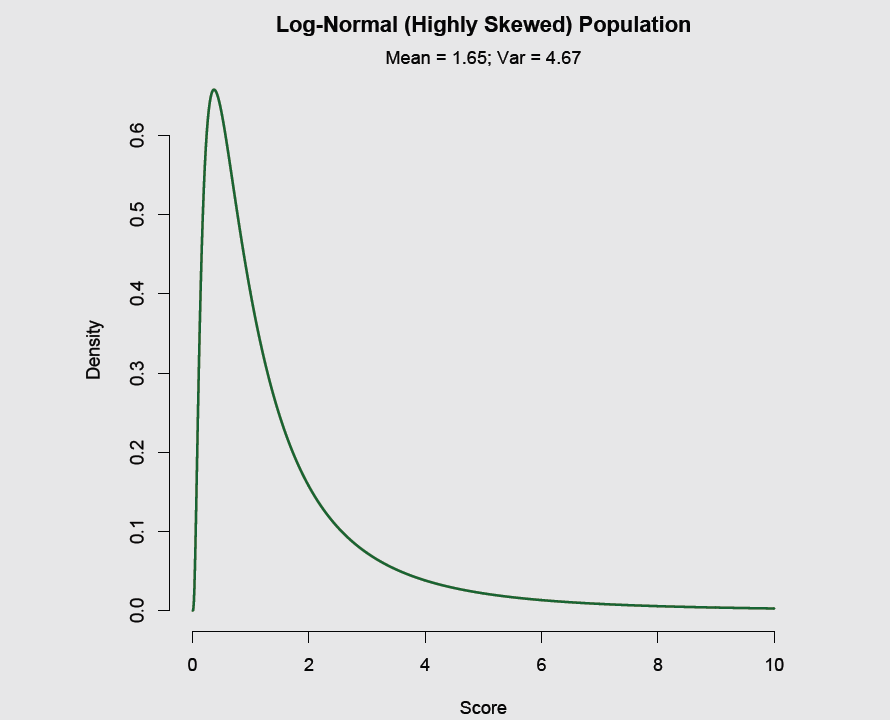 Log-Normal (Highly Skewed) Population
Mean = 1.65; Var = 4.67
0.6
0.5
0.4
0.3
0.2
0.1
0.0
Density
0 2 4 6 8 10
Score